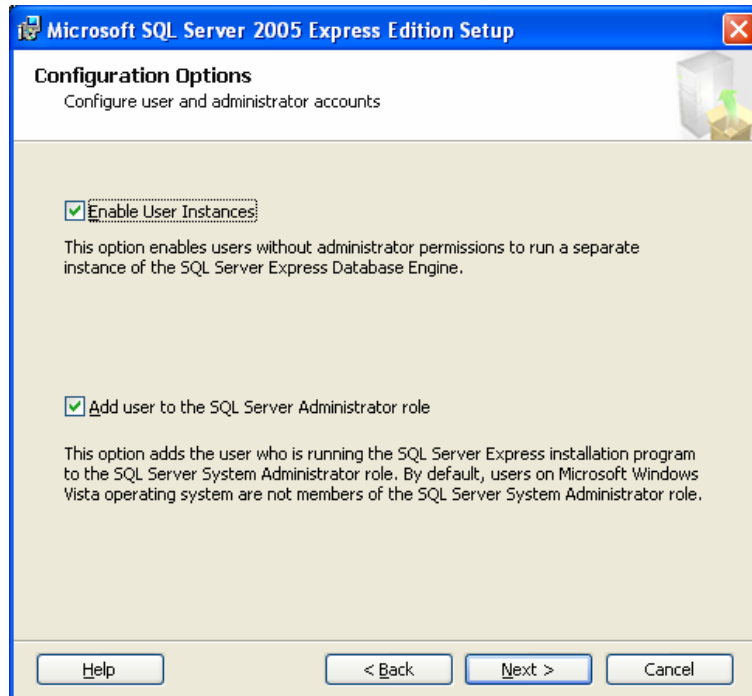 Microsoft SQL Server 2005 Express Edition Setup
Configuration Options
Configure user and administrator accounts
Enable User Instances
This option enables users without administrator permissions to run a separate
instance of the SQL Server Express Database Engine.
Add user to the SQL Server Administrator role
This option adds the user who is running the SQL Server Express installation program
to the SQL Server System Administrator role. By default, users on Microsoft Windows
Vista operating system are not members of the SQL Server System Administrator role.
Help
< Back
Next >
Cancel